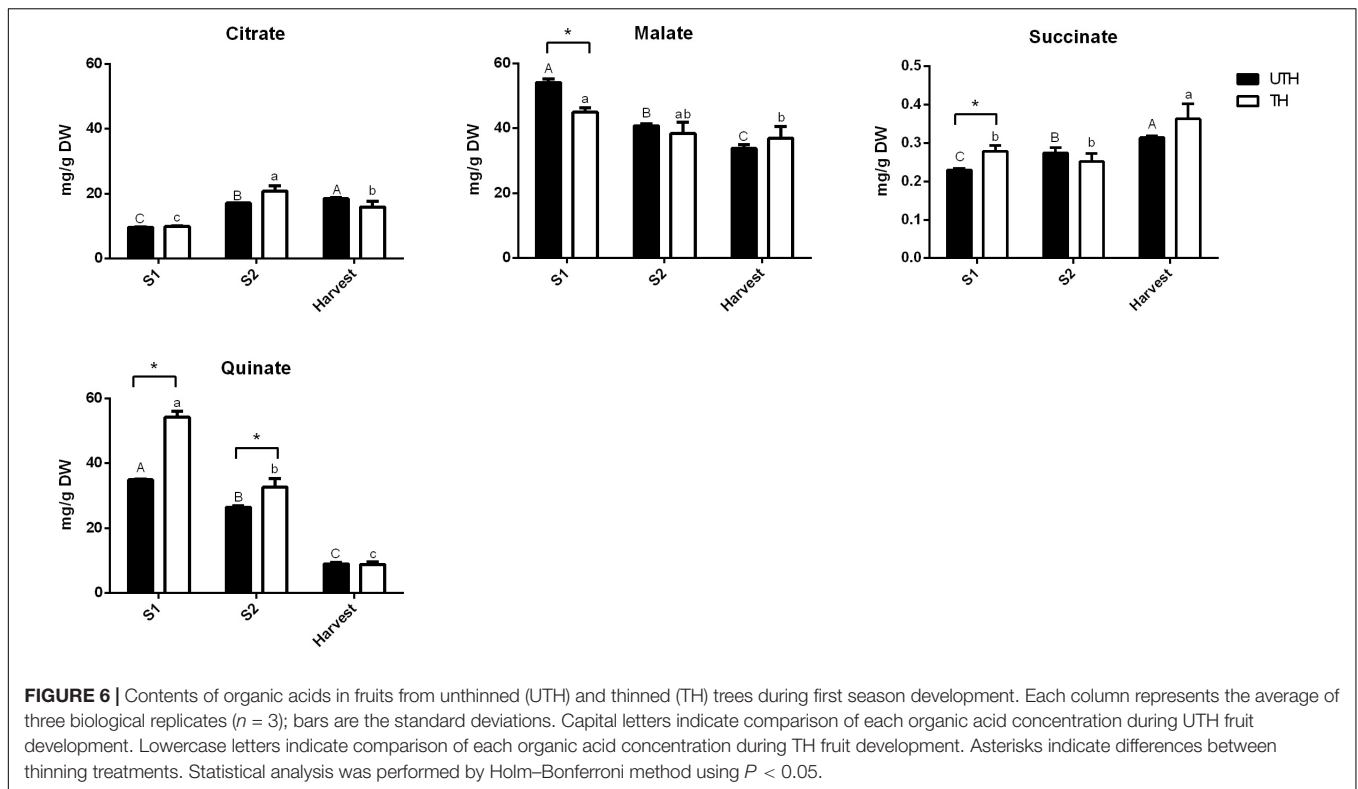 Citrate
60
40
20
0
mg/g DW
C c
B a
A b
S1 S2 Harvest
Malate
60
40
20
0
mg/g DW
*
A a
B ab
C b
S1 S2 Harvest
Succinate
0.5
0.4
0.3
0.2
0.1
0.0
mg/g DW
*
C b
B b
A a
S1 S2 Harvest
UTH
TH
Quinate
60
40
20
0
mg/g DW
*
A a
*
B b
C c
S1 S2 Harvest
FIGURE 6 | Contents of organic acids in fruits from unthinned (UTH) and thinned (TH) trees during first season development. Each column represents the average of
three biological replicates (n = 3); bars are the standard deviations. Capital letters indicate comparison of each organic acid concentration during UTH fruit
development. Lowercase letters indicate comparison of each organic acid concentration during TH fruit development. Asterisks indicate differences between
thinning treatments. Statistical analysis was performed by Holm–Bonferroni method using P < 0.05.